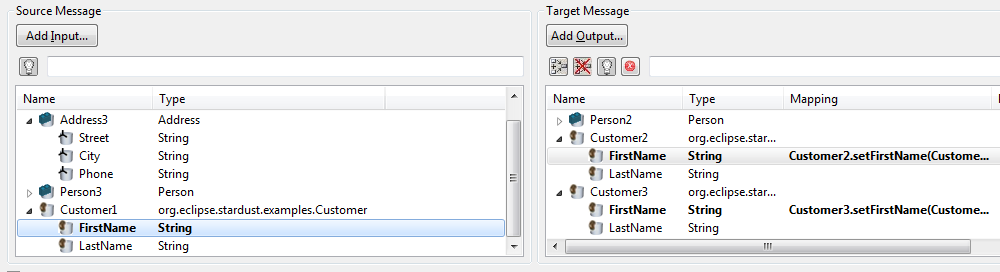 Source Message
Add Input...
Name Type
Address3 Address
Street String
City String
Phone String
Person3 Person
Customer1 org.eclipse.stardust.examples.Customer
FirstName String
LastName String
Target Message
Add Output...
Name Type Mapping
Person2 Person
Customer2 org.eclipse.star...
FirstName String Customer2.setFirstName(Custome...
LastName String
Customer3 org.eclipse.star...
FirstName String Customer3.setFirstName(Custome...
LastName String